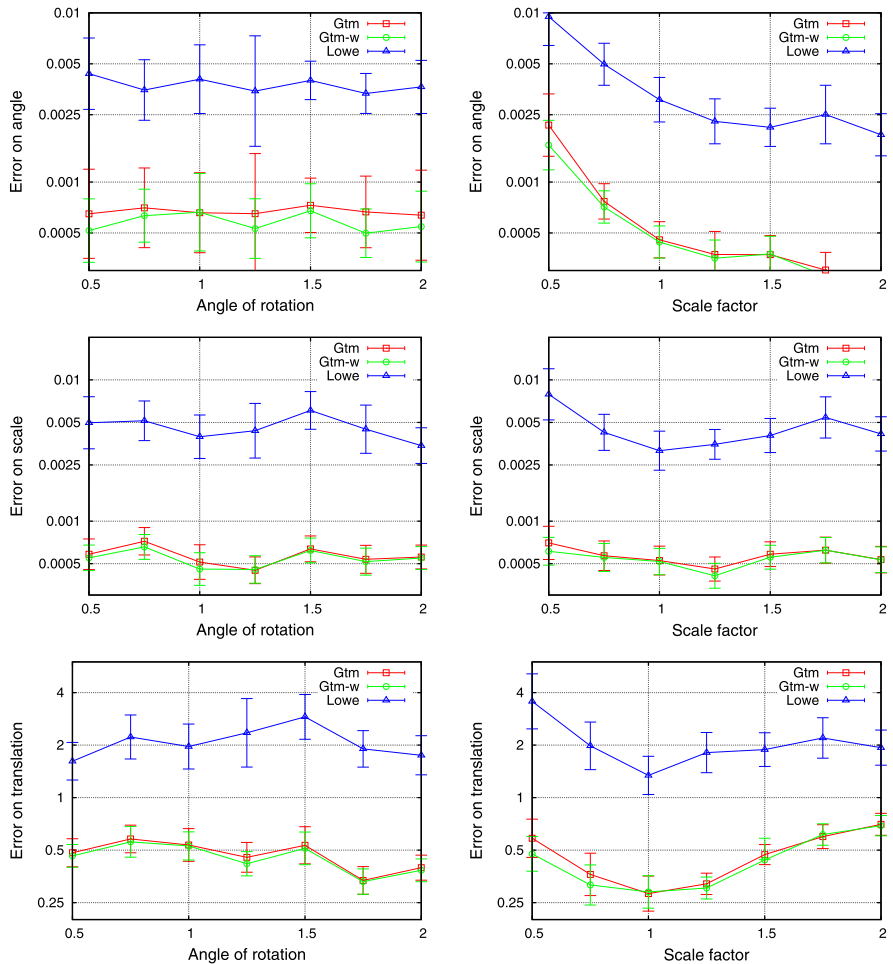 0.01
0.005
0.0025
0.001
0.0005
Error on angle
Gtm
Gtm-w
Lowe
0.5
1
1.5
2
Angle of rotation
0.01
0.005
0.0025
0.001
0.0005
Error on angle
Gtm
Gtm-w
Lowe
0.5
1
1.5
2
Scale factor
0.01
0.005
0.0025
0.001
0.0005
Error on scale
Gtm
Gtm-w
Lowe
0.5
1
1.5
2
Angle of rotation
0.01
0.005
0.0025
0.001
0.0005
Error on scale
Gtm
Gtm-w
Lowe
0.5
1
1.5
2
Scale factor
4
2
1
0.5
0.25
Error on translation
Gtm
Gtm-w
Lowe
0.5
1
1.5
2
Angle of rotation
4
2
1
0.5
0.25
Error on translation
Gtm
Gtm-w
Lowe
0.5
1
1.5
2
Scale factor